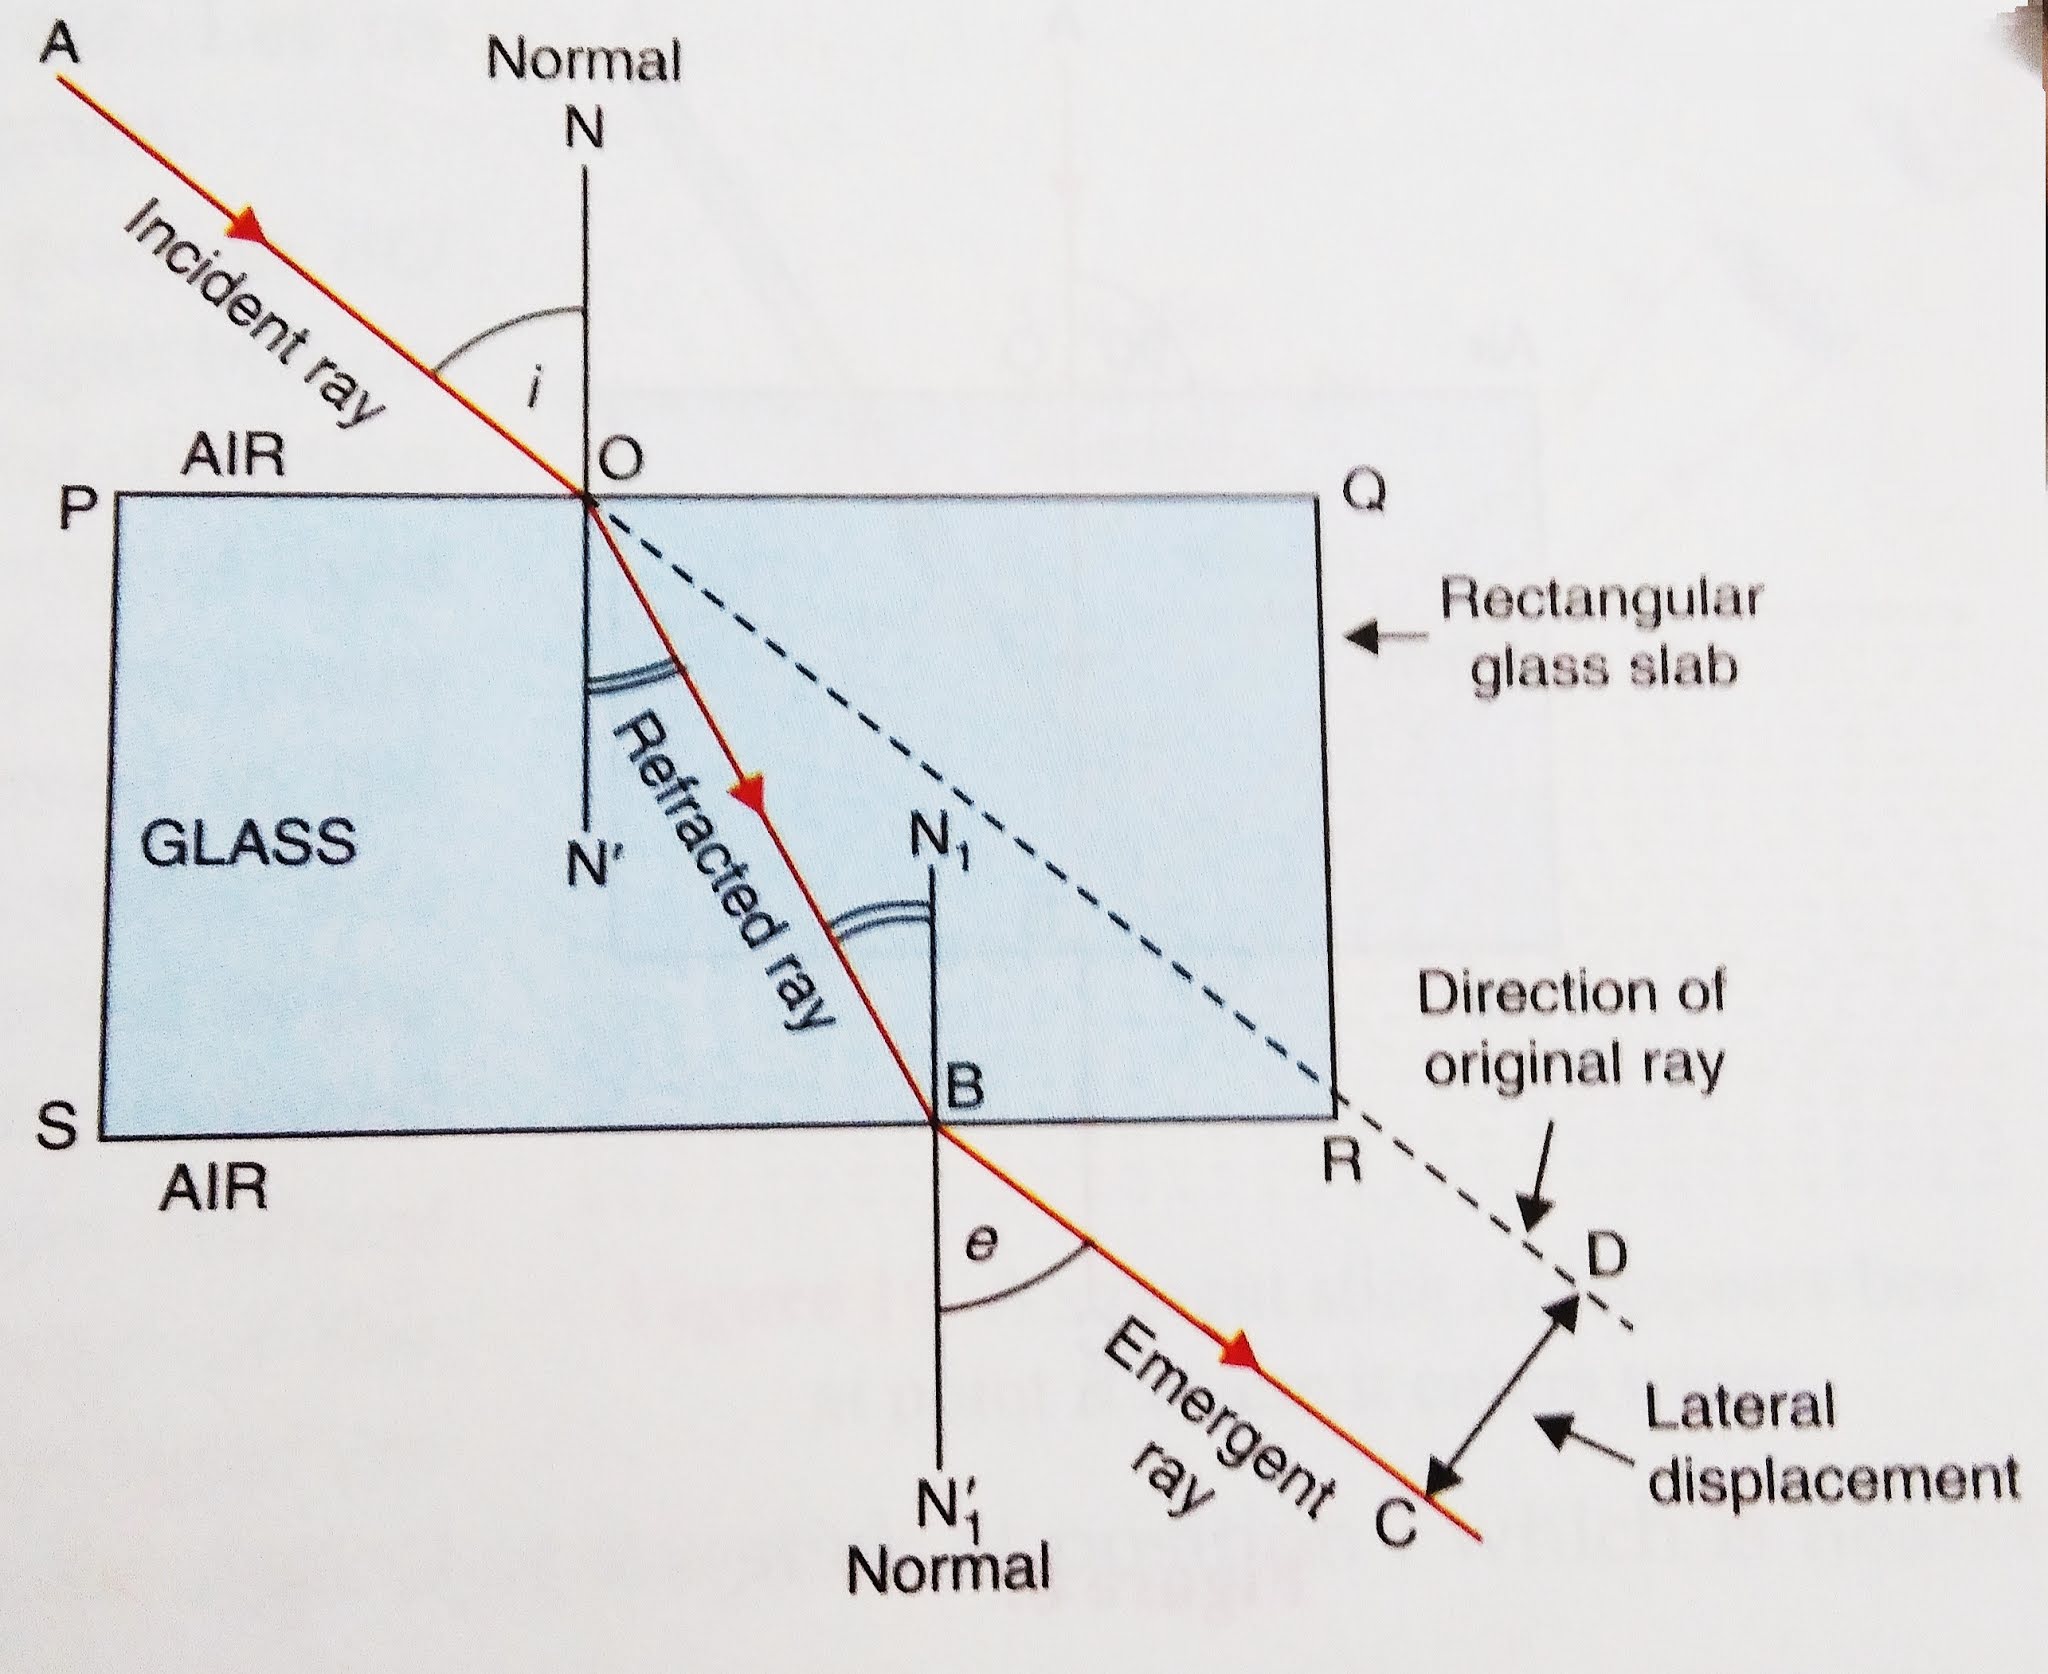 A
Normal
N
Incident ray
i
AIR
O
P
Q
Rectangular
glass slab
Refracted ray
GLASS
N'
N₁
Direction of
original ray
B
S
R
AIR
e
D
Emergent
ray
Lateral
displacement
C
N'₁
Normal